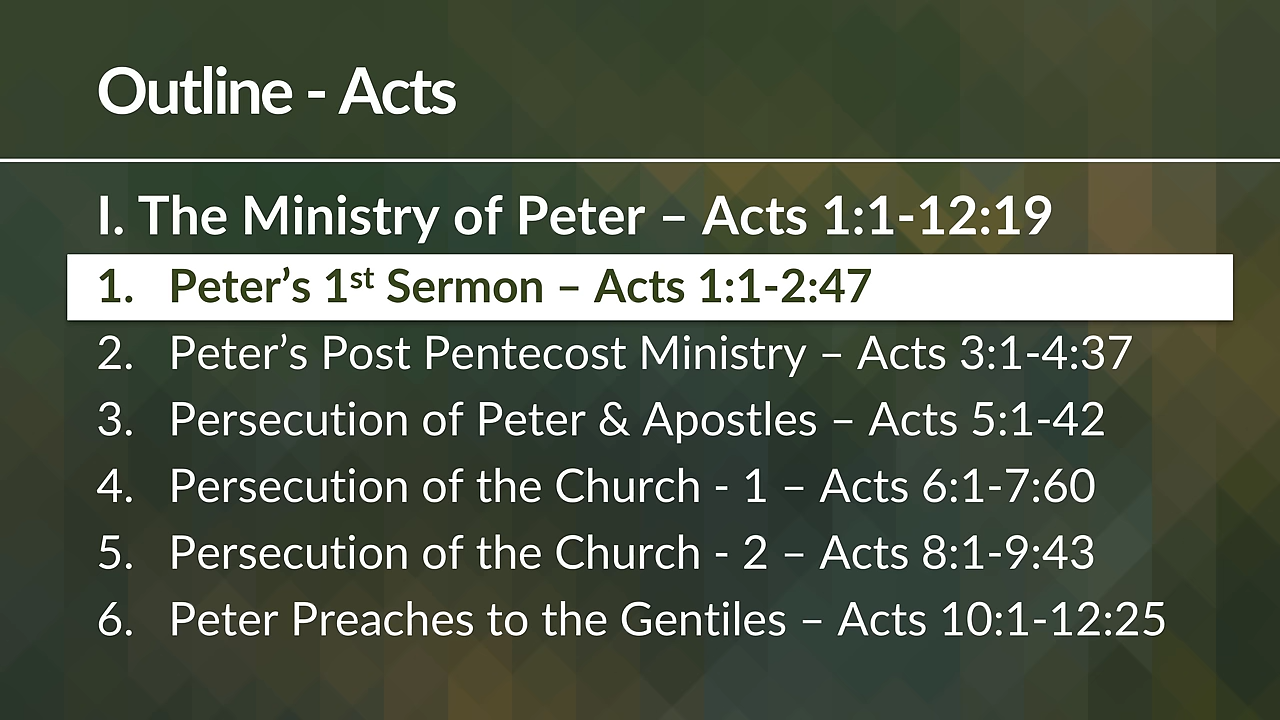 Outline - Acts
I. The Ministry of Peter – Acts 1:1-12:19
1. Peter’s 1st Sermon – Acts 1:1-2:47
2. Peter’s Post Pentecost Ministry – Acts 3:1-4:37
3. Persecution of Peter & Apostles – Acts 5:1-42
4. Persecution of the Church - 1 – Acts 6:1-7:60
5. Persecution of the Church - 2 – Acts 8:1-9:43
6. Peter Preaches to the Gentiles – Acts 10:1-12:25